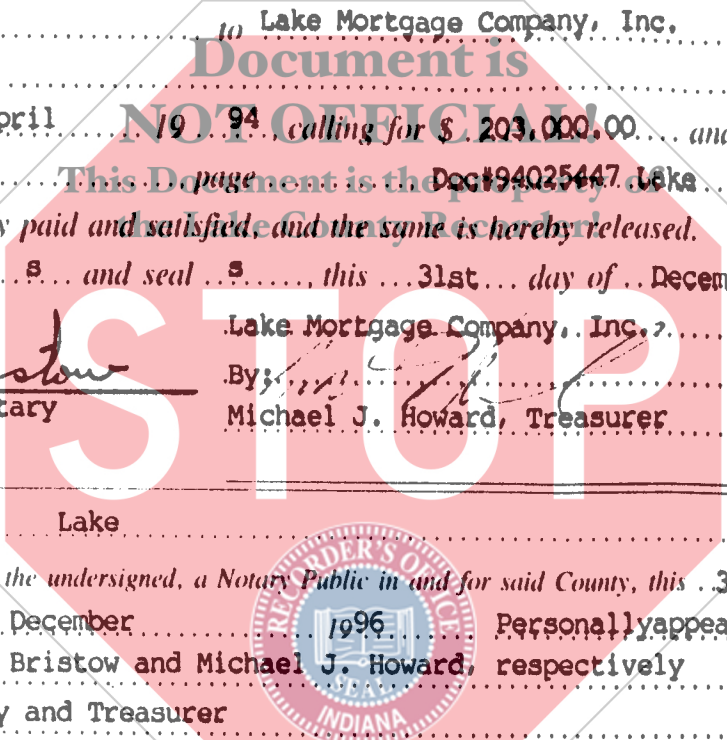 to Lake Mortgage Company, Inc.
Document is
pril 19 94, calling for $ 203,000.00 and
NOT OFFICIAL!
page Doc#94025447 Lake
This Document is the property of
y paid and satisfied, and the same is hereby released.
the Lake County Recorder!
s and seal s, this 31st day of Decem
Lake Mortgage Company, Inc.
stow By:
tary Michael J. Howard, Treasurer
STOP
Lake
the undersigned, a Notary Public in and for said County, this 3
December 1996 Personallyappea
Bristow and Michael J. Howard, respectively
y and Treasurer
RECORDER'S OFFICE
SEAL
INDIANA